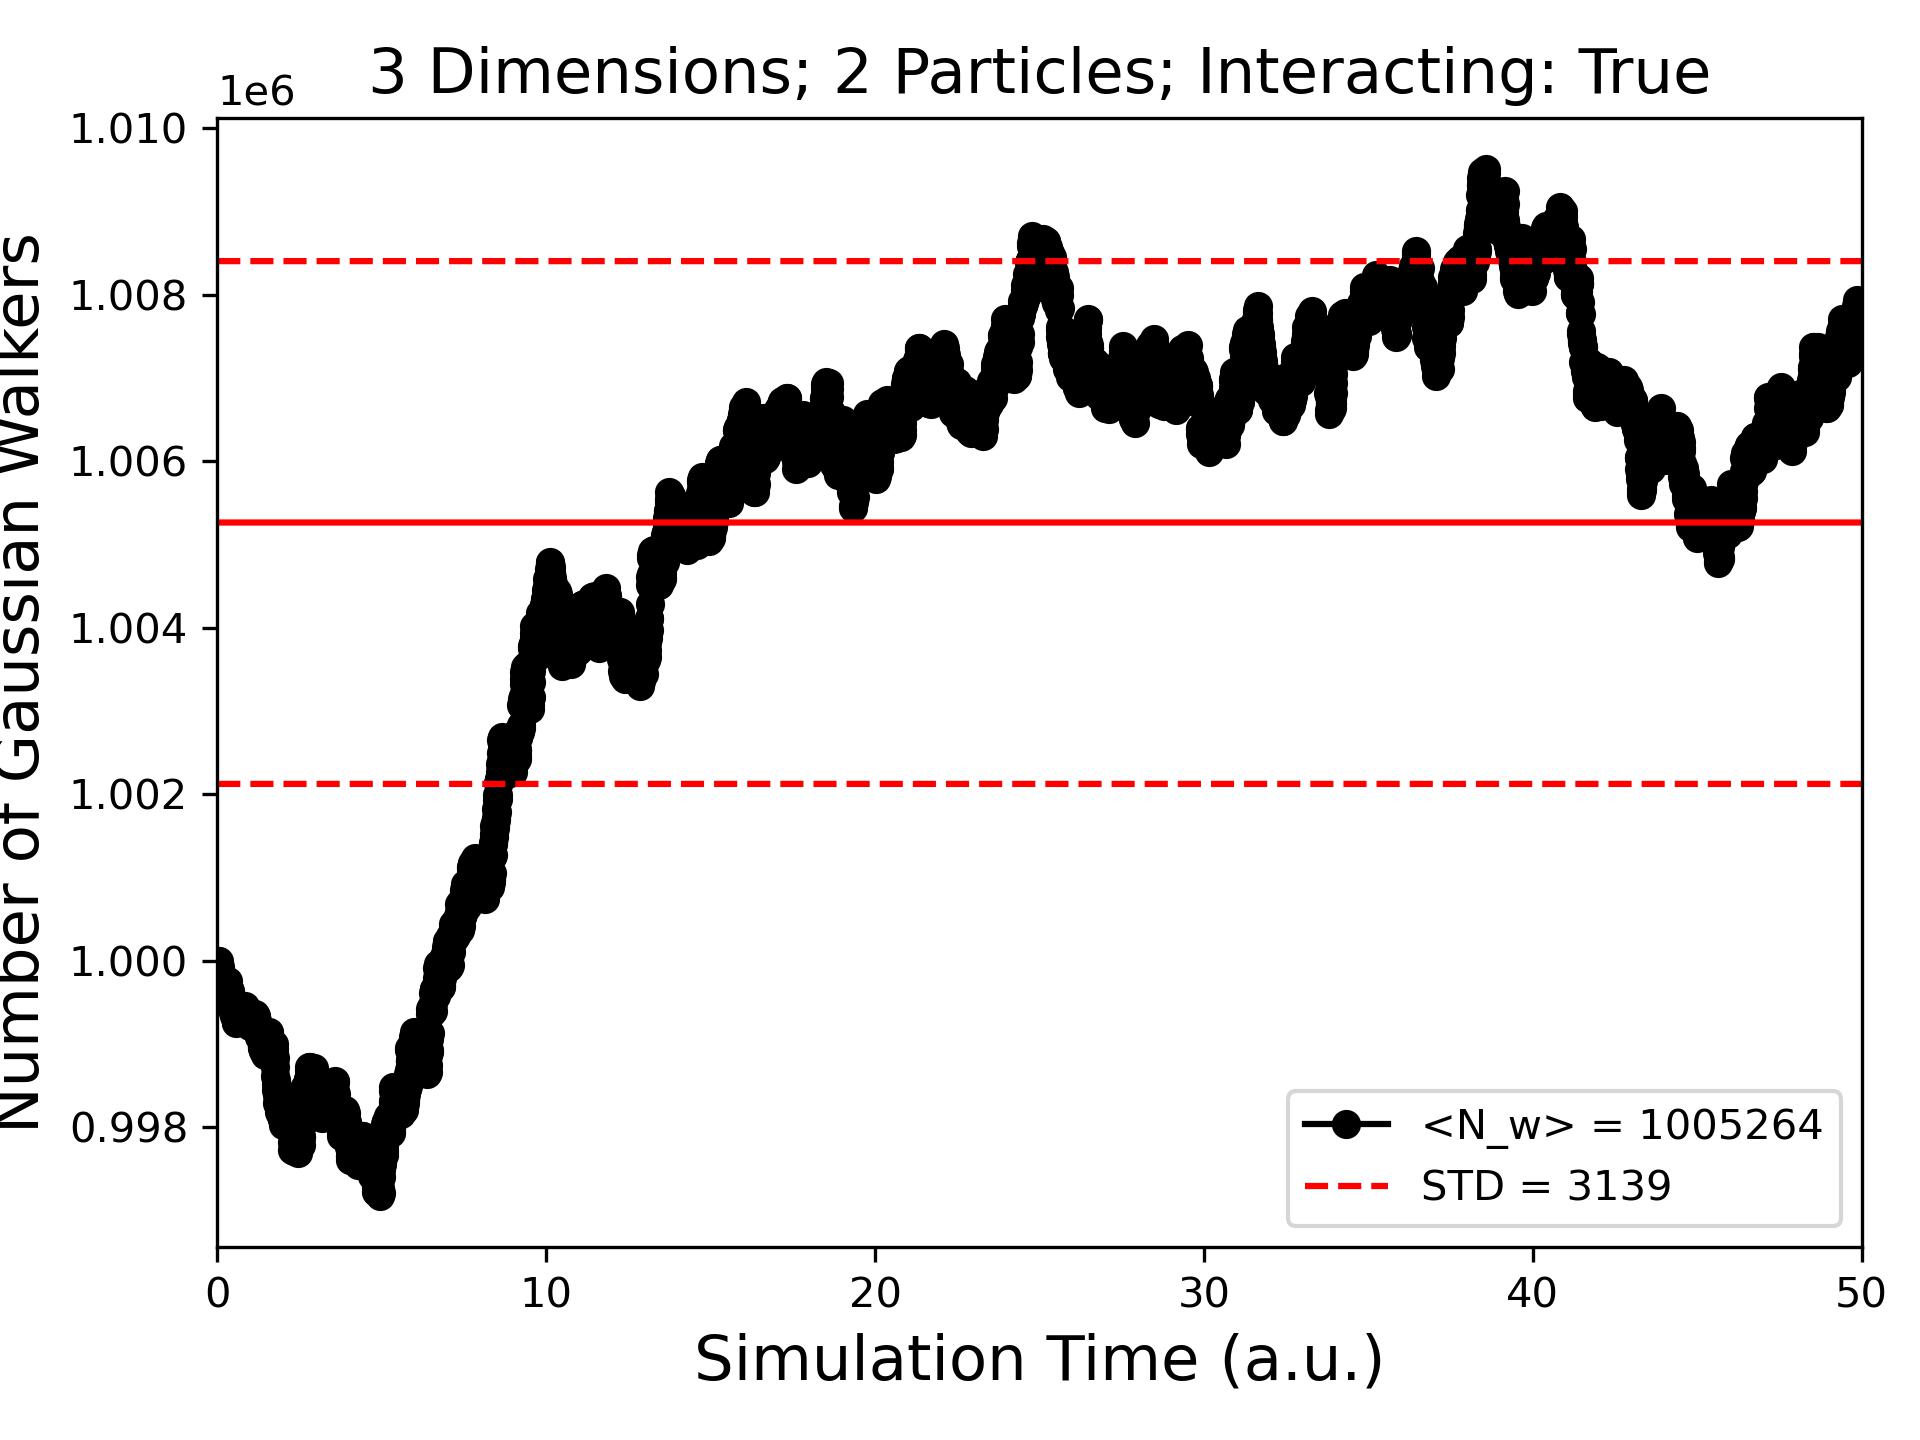 3 Dimensions; 2 Particles; Interacting: True
1e6
1.010
1.008
1.006
1.004
1.002
1.000
0.998
Number of Gaussian Walkers
<N_w> = 1005264
STD = 3139
0 10 20 30 40 50
Simulation Time (a.u.)